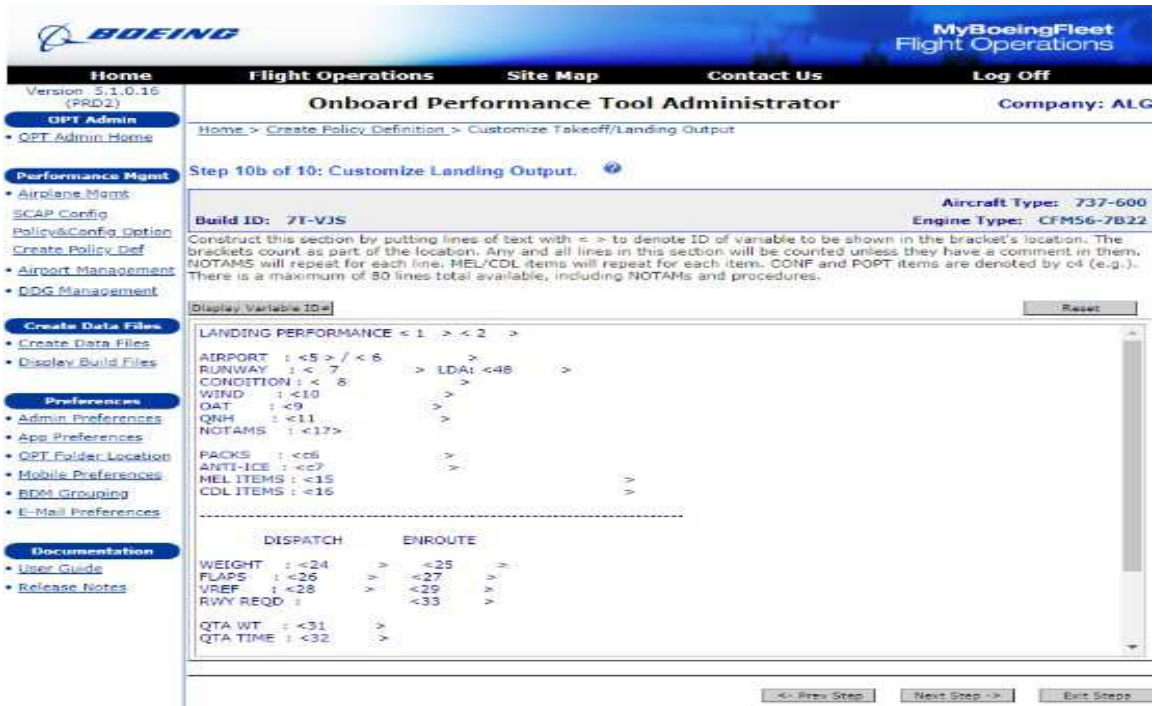 BOEING
MyBoeingFleet
Flight Operations
Home Flight Operations Site Map Contact Us Log Off
Version 5.1.0.16
(PRD2)
OPT Admin
• OPT Admin Home
Performance Mgmt
• Airplane Mgmt
SCAP Config
Policy&Config Option
Create Policy Def
• Airport Management
• DDG Management
Create Data Files
• Create Data Files
• Display Build Files
Preferences
• Admin Preferences
• App Preferences
• OPT Folder Location
• Mobile Preferences
• BDM Grouping
• E-Mail Preferences
Documentation
• User Guide
• Release Notes
Onboard Performance Tool Administrator
Company: ALG
Home > Create Policy Definition > Customize Takeoff/Landing Output
Step 10b of 10: Customize Landing Output. ?
Aircraft Type: 737-600
Build ID: 7T-VJS Engine Type: CFM56-7B22
Construct this section by putting lines of text with < > to denote ID of variable to be shown in the bracket's location. The
brackets count as part of the location. Any and all lines in this section will be counted unless they have a comment in them.
NOTAMS will repeat for each line. MEL/CDL items will repeat for each item. CONF and POPT items are denoted by c4 (e.g.).
There is a maximum of 80 lines total available, including NOTAMs and procedures.
Display Variable ID# Reset
LANDING PERFORMANCE < 1 > < 2 >
AIRPORT : <5 > / < 6 >
RUNWAY : < 7 > LDA: <48 >
CONDITION : < 8 >
WIND : <10 >
OAT : <9 >
QNH : <11 >
NOTAMS : <17>
PACKS : <c6 >
ANTI-ICE : <c7 >
MEL ITEMS : <15 >
CDL ITEMS : <16 >
----------------------------------------------------------------------
DISPATCH ENROUTE
WEIGHT : <24 > <25 >
FLAPS : <26 > <27 >
VREF : <28 > <29 >
RWY REQD : <33 >
QTA WT : <31 >
QTA TIME : <32 >
<- Prev Step Next Step -> Exit Steps